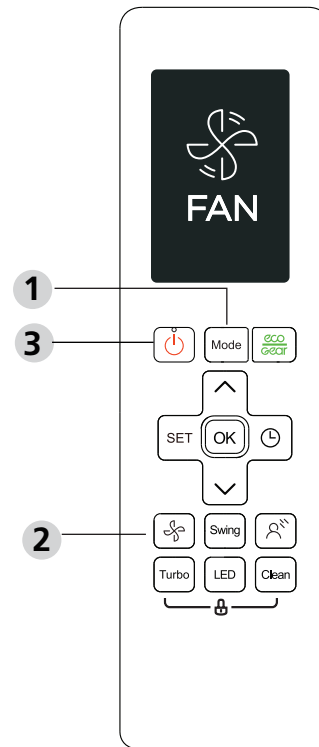 FAN
1
3
Mode
eco
Gear
SET
OK
2
Swing
Turbo
LED
Clean